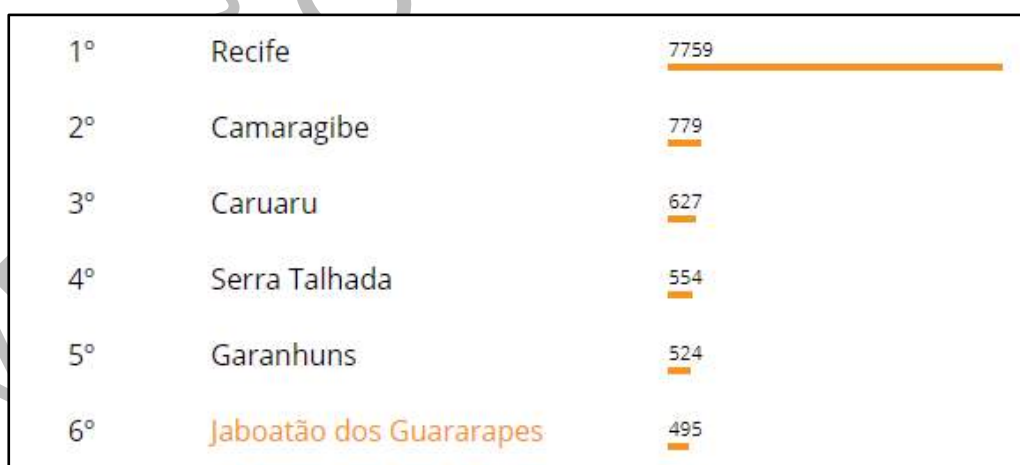 1º Recife 7759
2º Camaragibe 779
3º Caruaru 627
4º Serra Talhada 554
5º Garanhuns 524
6º Jaboatão dos Guararapes 495